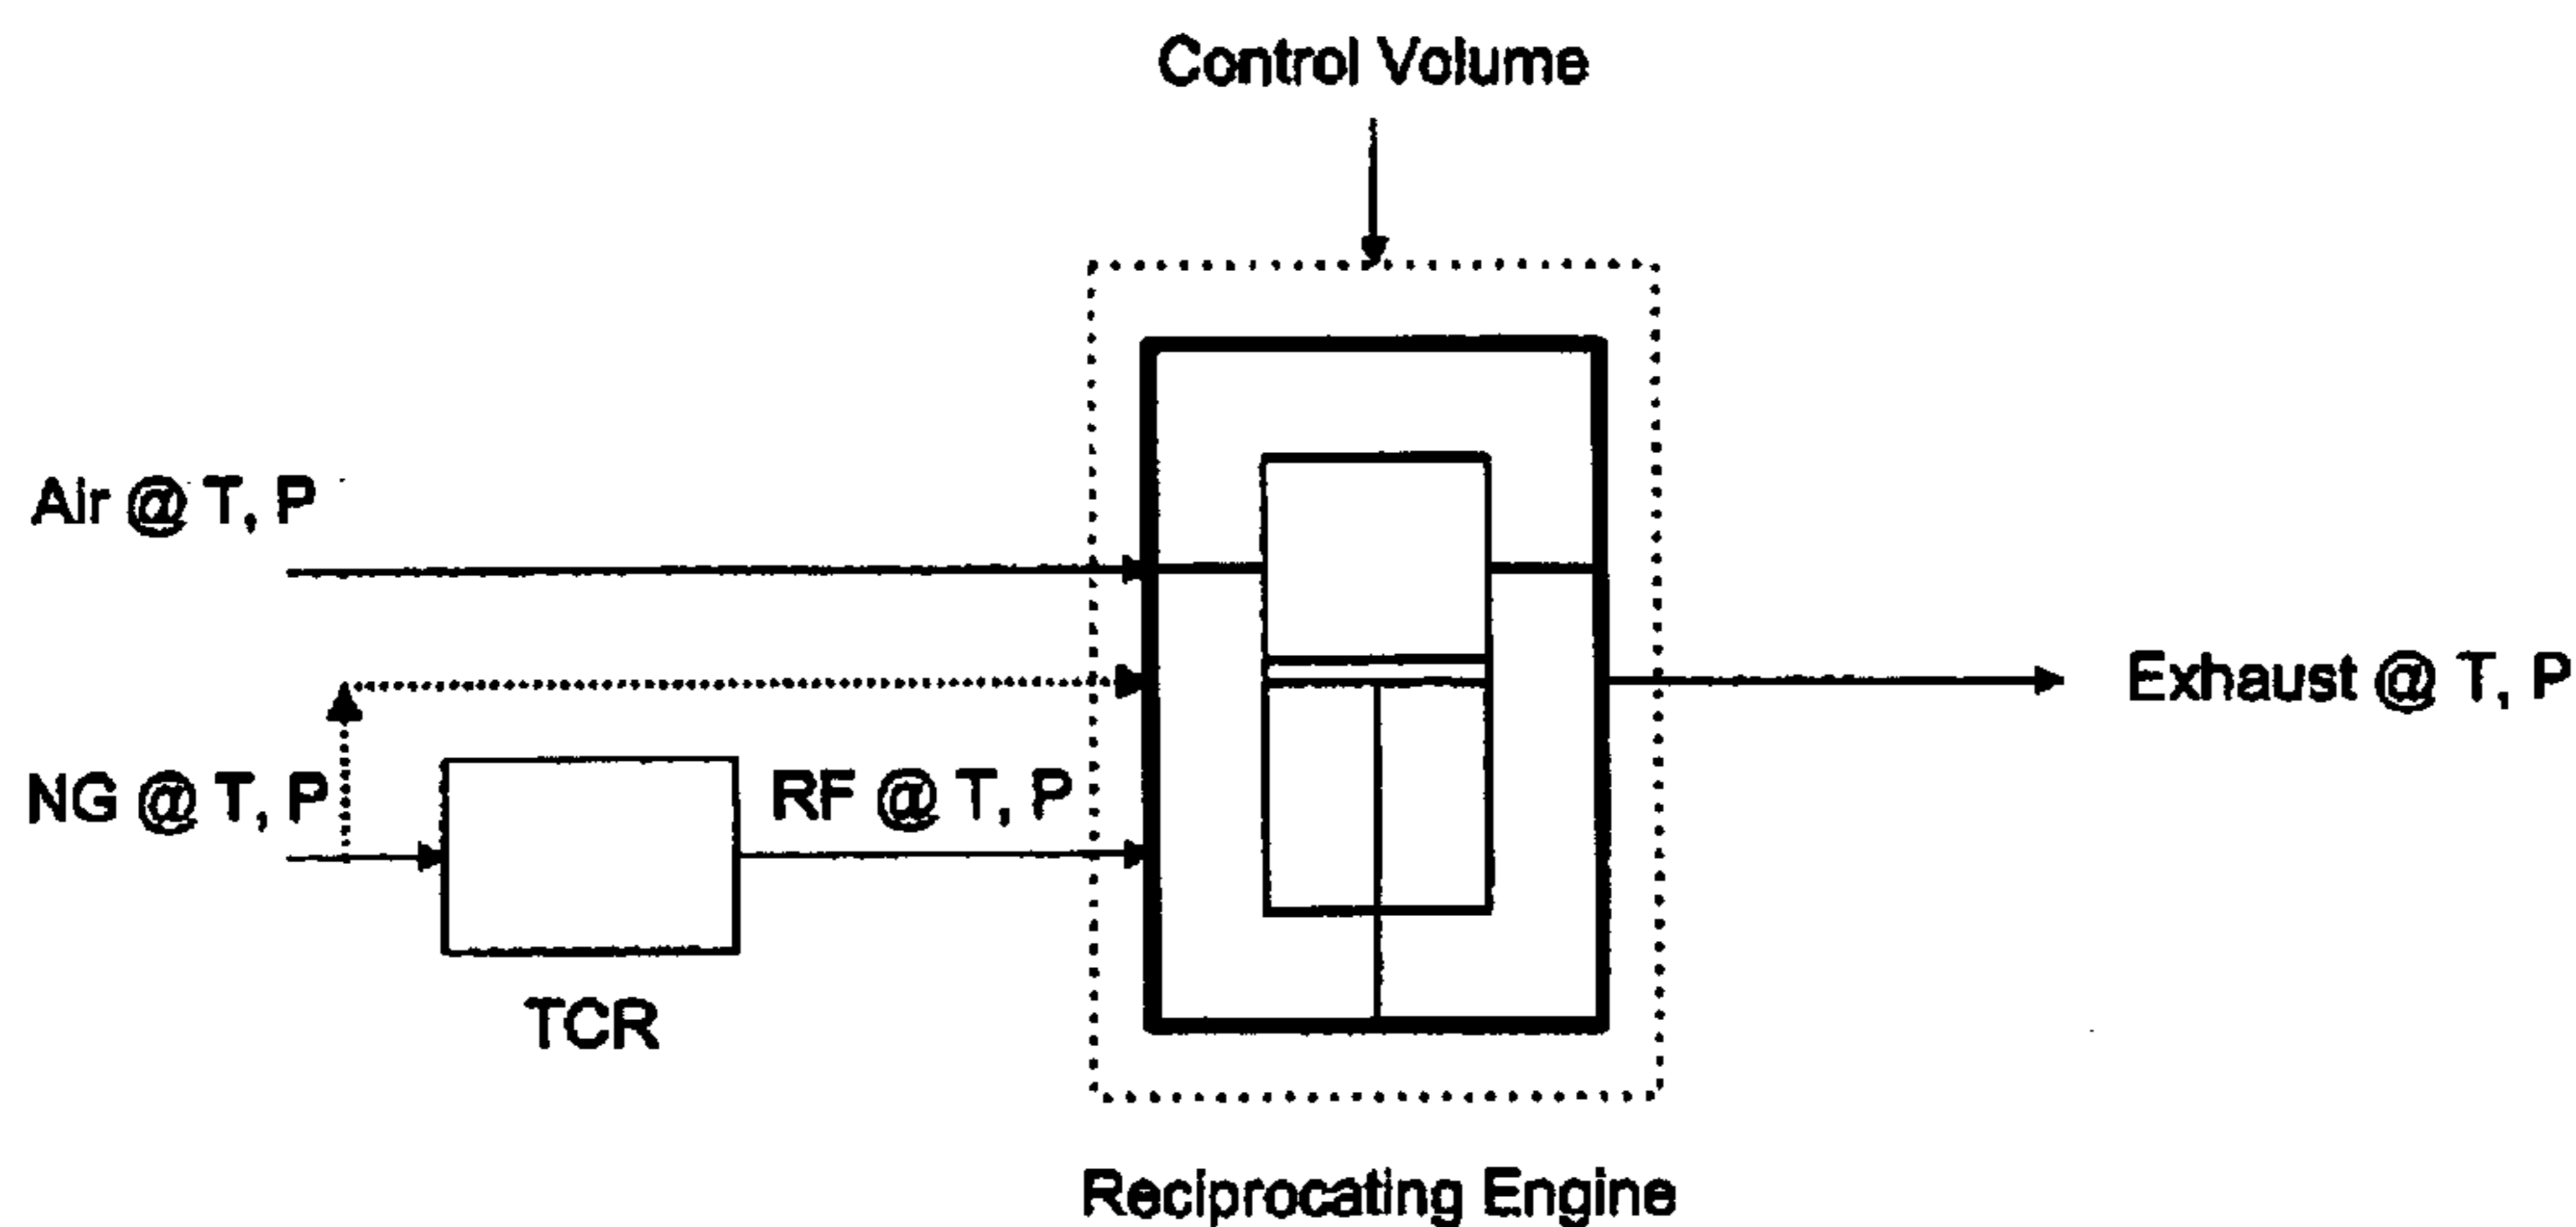 Control Volume
Air @ T, P
Exhaust @ T, P
NG @ T, P
RF @ T, P
TCR
Reciprocating Engine